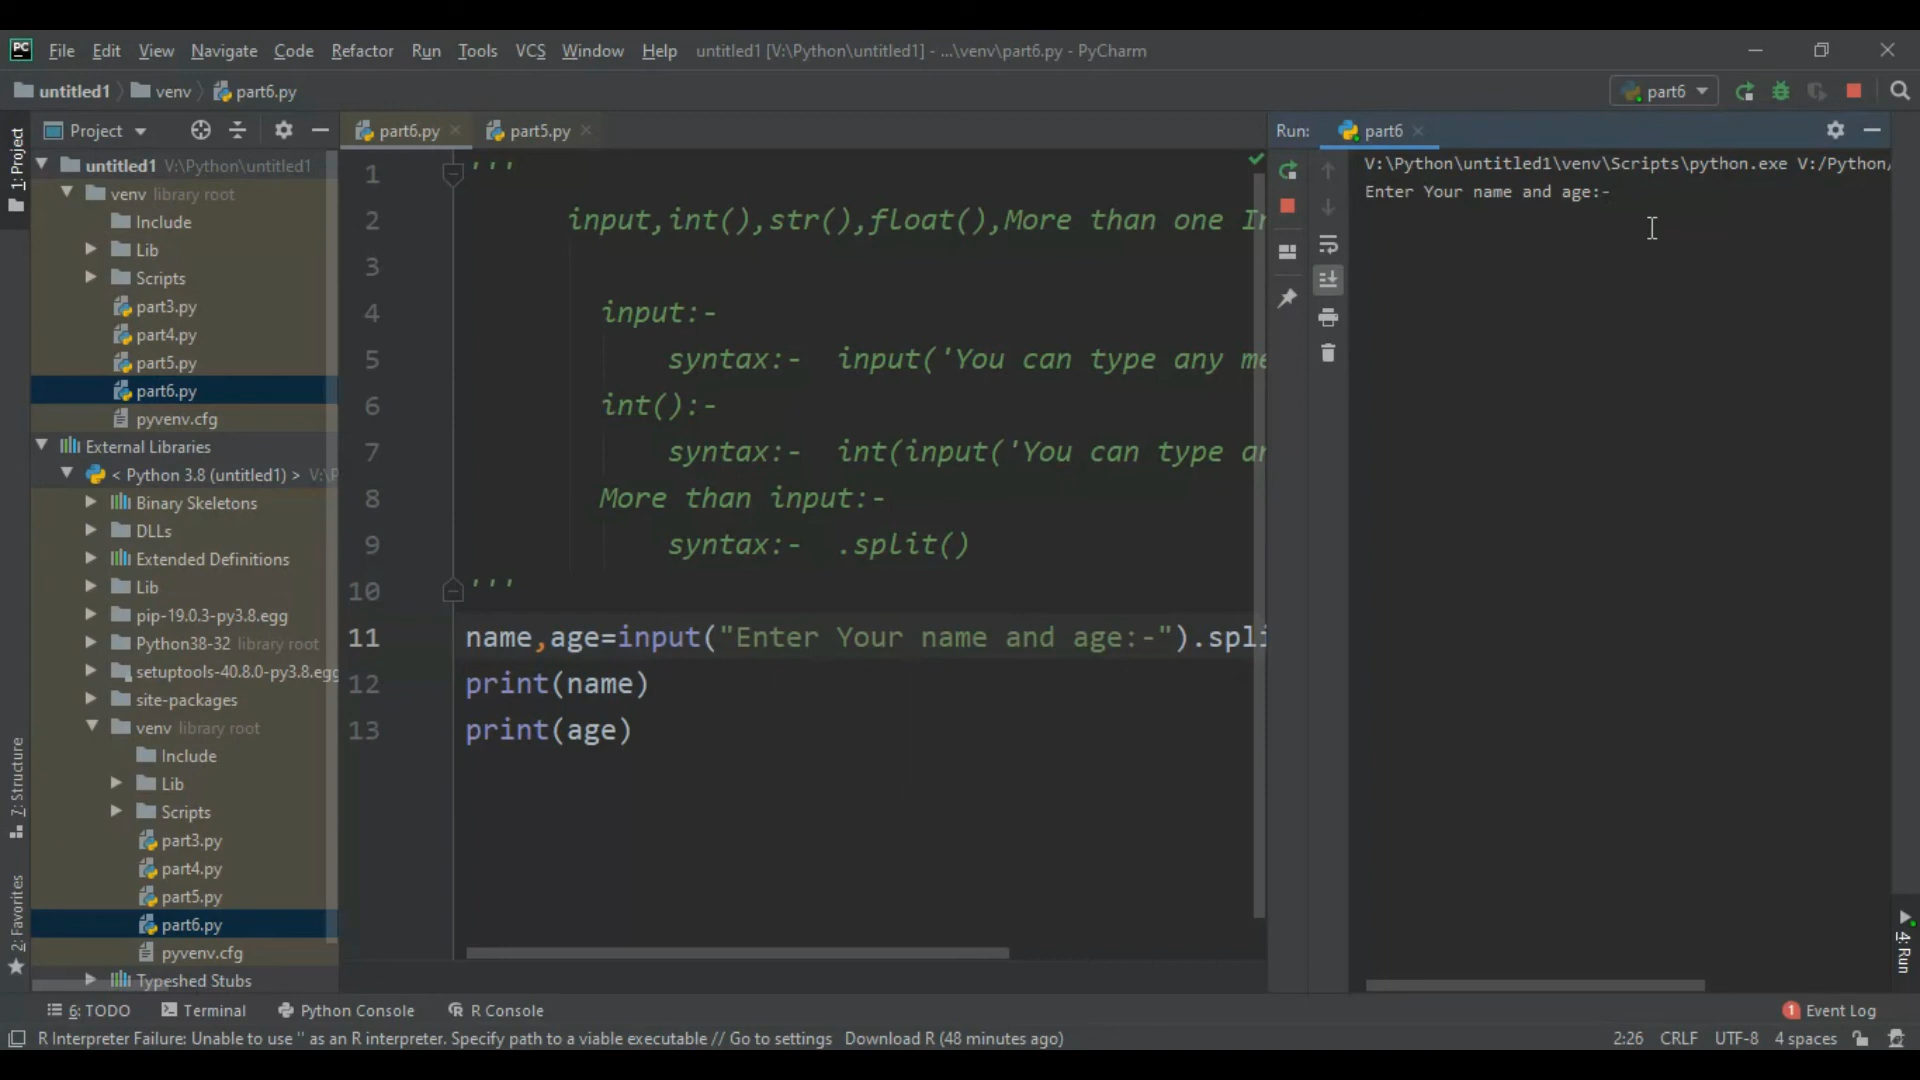 PC File Edit View Navigate Code Refactor Run Tools VCS Window Help untitled1 [V:\Python\untitled1] - ...\venv\part6.py - PyCharm
untitled1 venv part6.py
part6
1: Project
Project
untitled1 V:\Python\untitled1
venv library root
Include
Lib
Scripts
part3.py
part4.py
part5.py
part6.py
pyvenv.cfg
External Libraries
< Python 3.8 (untitled1) > V:\P
Binary Skeletons
DLLs
Extended Definitions
Lib
pip-19.0.3-py3.8.egg
Python38-32 library root
setuptools-40.8.0-py3.8.egg
site-packages
venv library root
Include
Lib
Scripts
part3.py
part4.py
part5.py
part6.py
pyvenv.cfg
Typeshed Stubs
7: Structure
2: Favorites
part6.py part5.py
1 '''
2 input,int(),str(),float(),More than one In
3
4 input:-
5 syntax:- input('You can type any me
6 int():-
7 syntax:- int(input('You can type an
8 More than input:-
9 syntax:- .split()
10 '''
11 name,age=input("Enter Your name and age:-").spli
12 print(name)
13 print(age)
Run: part6
V:\Python\untitled1\venv\Scripts\python.exe V:/Python/
Enter Your name and age:-
4: Run
6: TODO Terminal Python Console R Console
1 Event Log
R Interpreter Failure: Unable to use '' as an R interpreter. Specify path to a viable executable // Go to settings Download R (48 minutes ago)
2:26 CRLF UTF-8 4 spaces